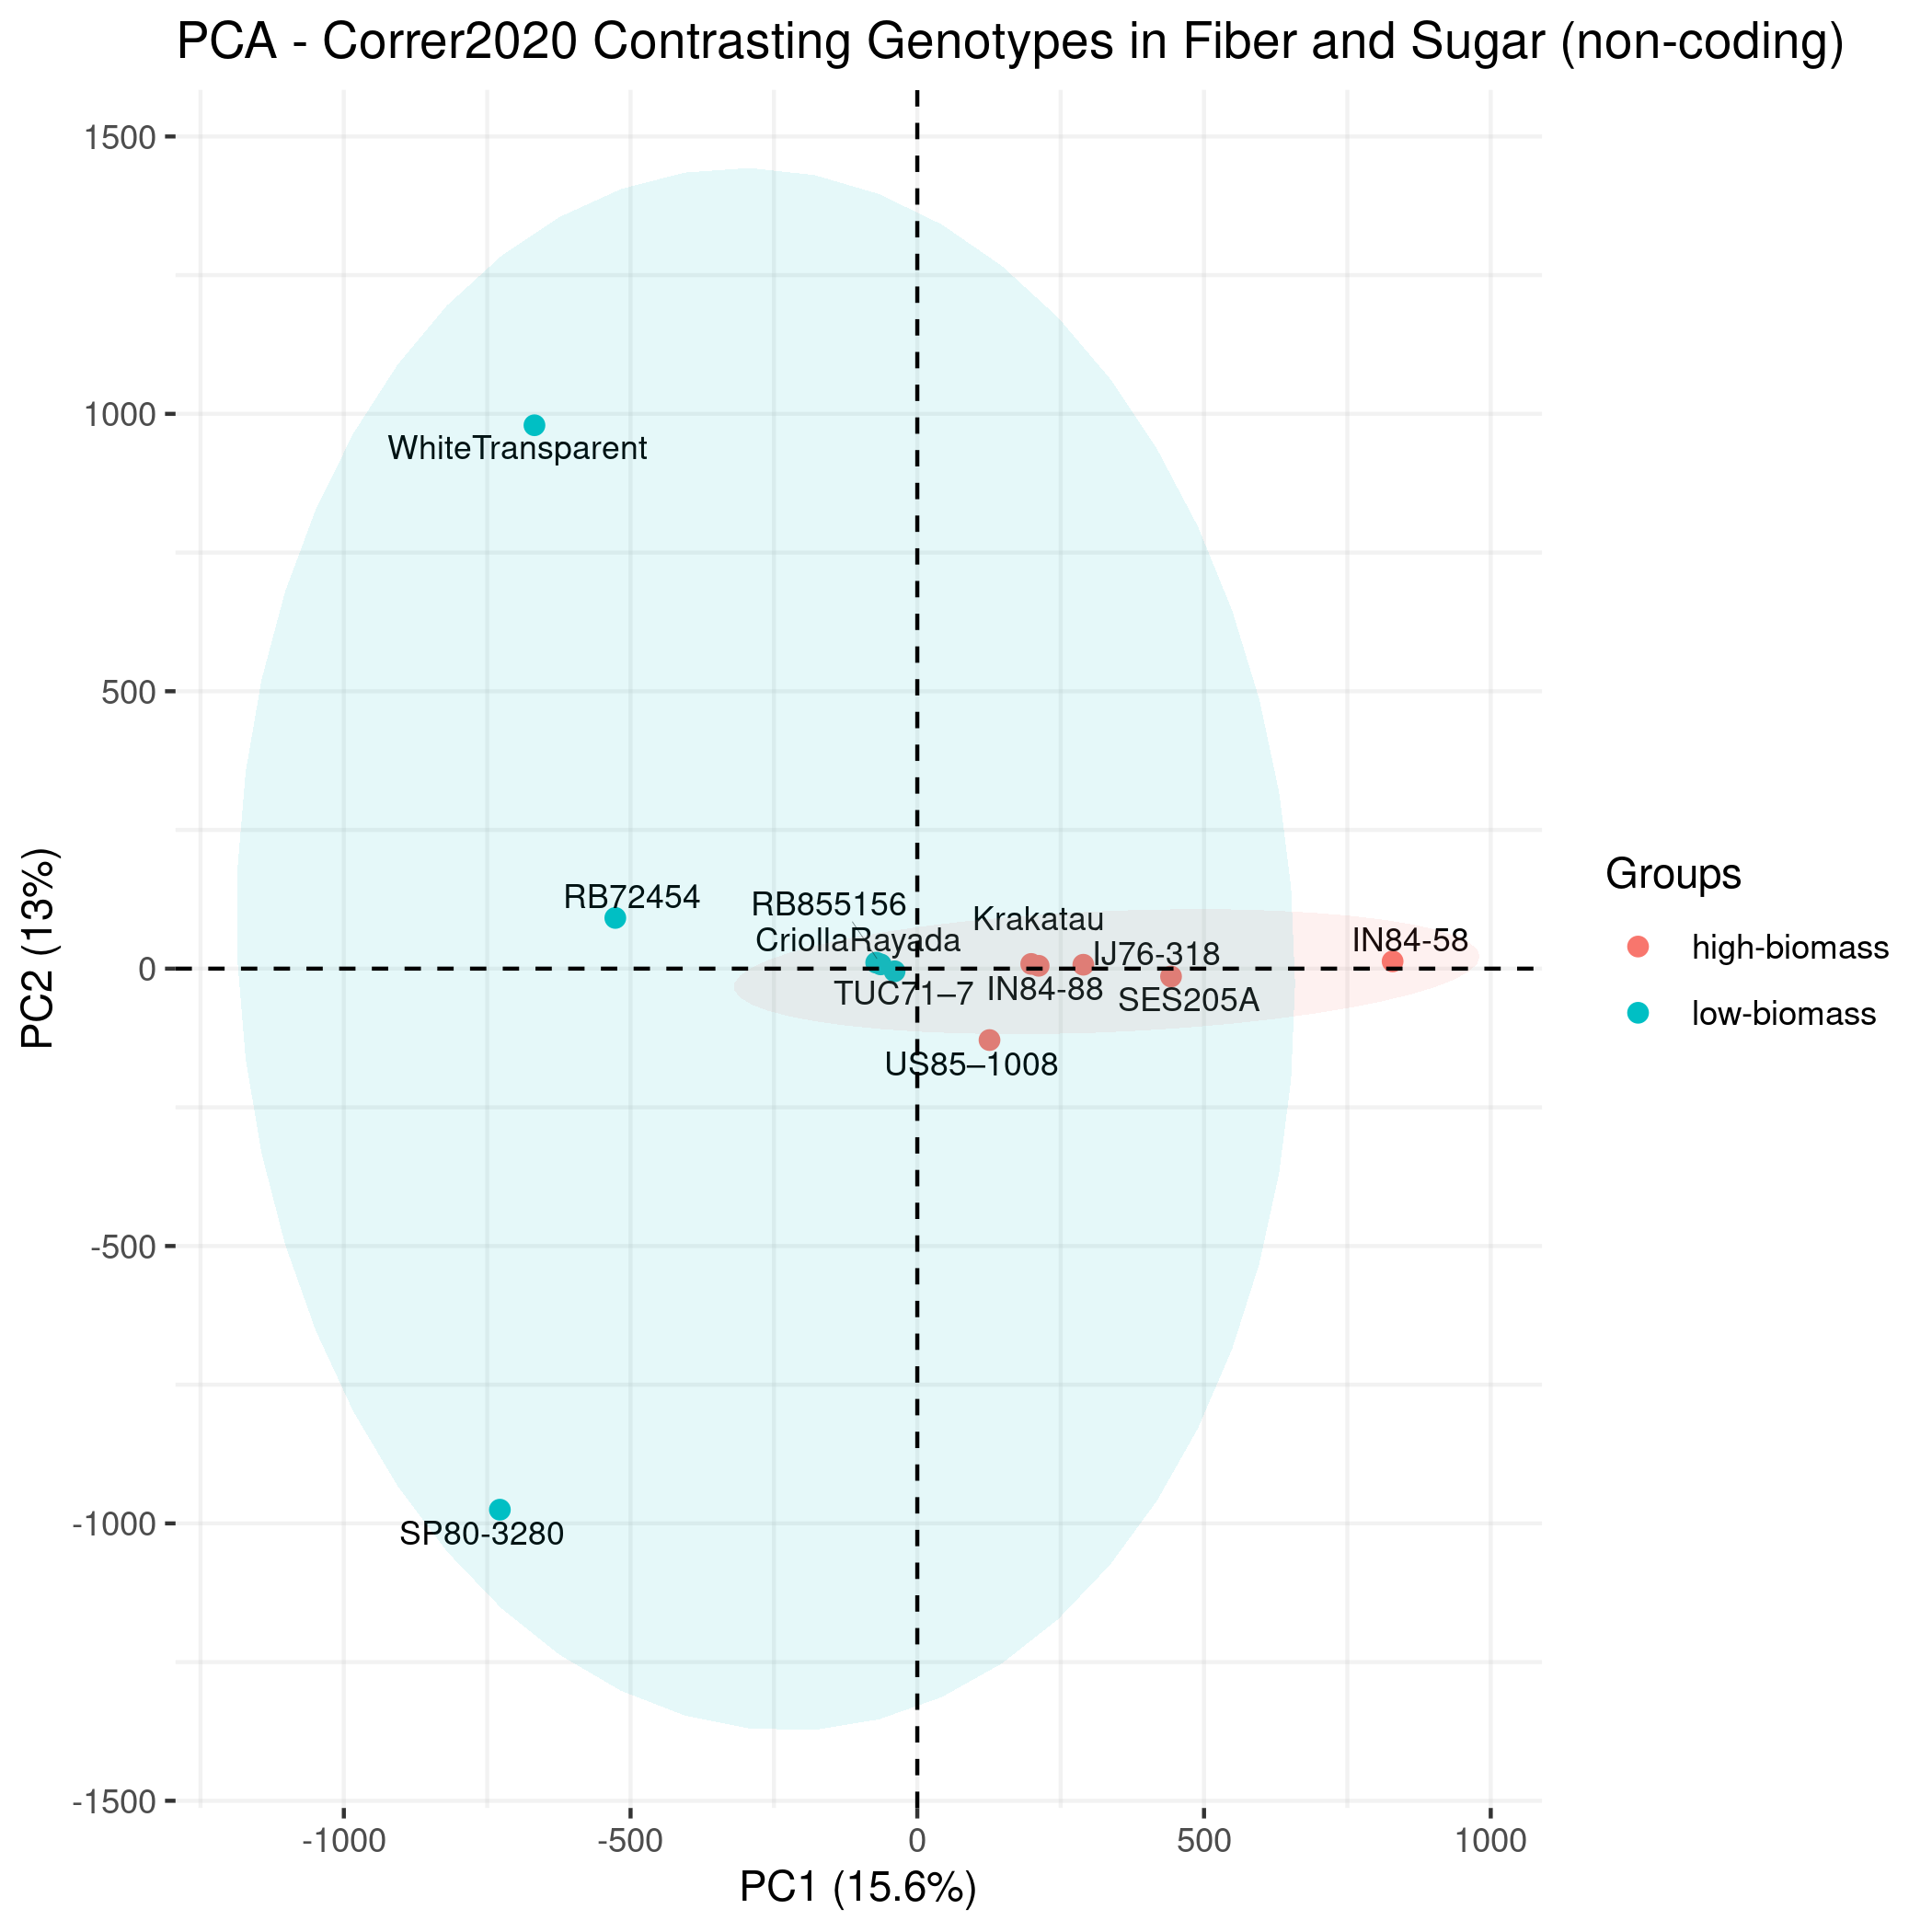 PCA - Correr2020 Contrasting Genotypes in Fiber and Sugar (non-coding)
1500
1000
500
0
-500
-1000
-1500
PC2 (13%)
WhiteTransparent
RB72454
RB855156
CriollaRayada
TUC71–7
Krakatau
IN84-88
IJ76-318
SES205A
IN84-58
US85–1008
SP80-3280
-1000
-500
0
500
1000
PC1 (15.6%)
Groups
high-biomass
low-biomass